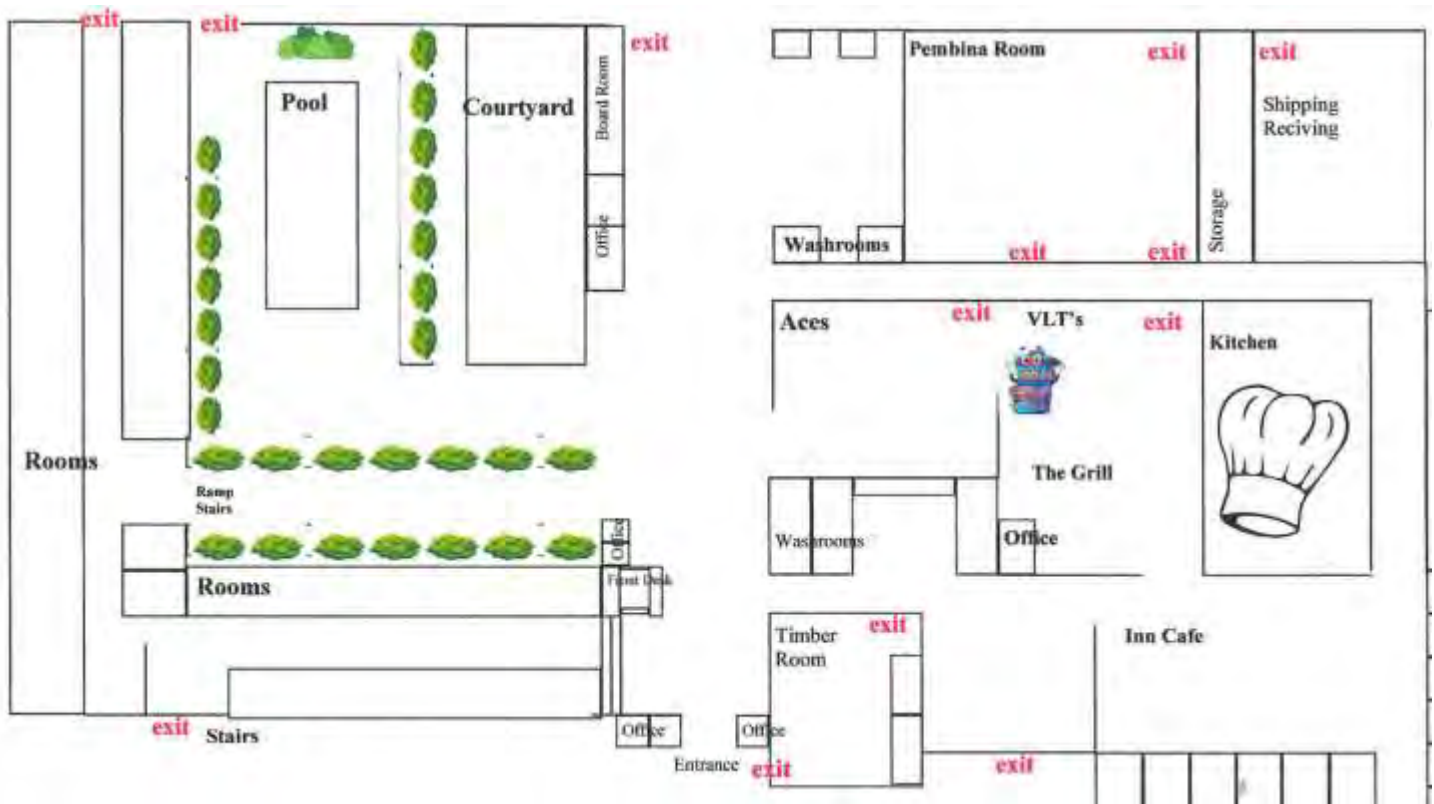 exit
exit
exit
Pembina Room
exit
exit
Pool
Courtyard
Board Room
Shipping
Reciving
Office
Storage
Washrooms
exit
exit
Aces
exit
VLT's
exit
Kitchen
Rooms
The Grill
Ramp
Stairs
Office
Washrooms
Office
Rooms
Front Desk
Timber
Room
exit
Inn Cafe
exit
Stairs
Office
Office
Entrance
exit
exit